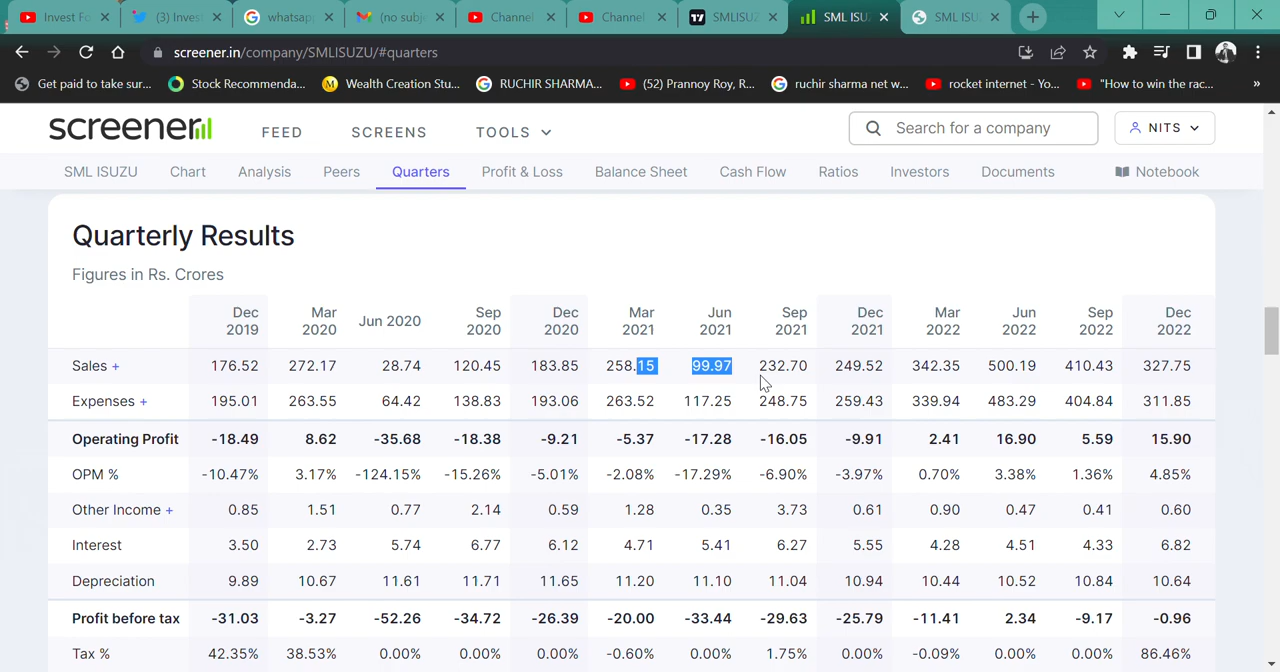 Invest Fo
(3) Invest
whatsapp
(no subje
Channel
Channel
SMLISUZ
SML ISUZ
SML ISU
screener.in/company/SMLISUZU/#quarters
Get paid to take sur...
Stock Recommenda...
Wealth Creation Stu...
RUCHIR SHARMA...
(52) Prannoy Roy, R...
ruchir sharma net w...
rocket internet - Yo...
"How to win the rac...
»
screener
FEED
SCREENS
TOOLS
Search for a company
NITS
SML ISUZU Chart Analysis Peers Quarters Profit & Loss Balance Sheet Cash Flow Ratios Investors Documents Notebook
Quarterly Results
Figures in Rs. Crores
Dec 2019 Mar 2020 Jun 2020 Sep 2020 Dec 2020 Mar 2021 Jun 2021 Sep 2021 Dec 2021 Mar 2022 Jun 2022 Sep 2022 Dec 2022
Sales + 176.52 272.17 28.74 120.45 183.85 258.15 99.97 232.70 249.52 342.35 500.19 410.43 327.75
Expenses + 195.01 263.55 64.42 138.83 193.06 263.52 117.25 248.75 259.43 339.94 483.29 404.84 311.85
Operating Profit -18.49 8.62 -35.68 -18.38 -9.21 -5.37 -17.28 -16.05 -9.91 2.41 16.90 5.59 15.90
OPM % -10.47% 3.17% -124.15% -15.26% -5.01% -2.08% -17.29% -6.90% -3.97% 0.70% 3.38% 1.36% 4.85%
Other Income + 0.85 1.51 0.77 2.14 0.59 1.28 0.35 3.73 0.61 0.90 0.47 0.41 0.60
Interest 3.50 2.73 5.74 6.77 6.12 4.71 5.41 6.27 5.55 4.28 4.51 4.33 6.82
Depreciation 9.89 10.67 11.61 11.71 11.65 11.20 11.10 11.04 10.94 10.44 10.52 10.84 10.64
Profit before tax -31.03 -3.27 -52.26 -34.72 -26.39 -20.00 -33.44 -29.63 -25.79 -11.41 2.34 -9.17 -0.96
Tax % 42.35% 38.53% 0.00% 0.00% 0.00% -0.60% 0.00% 1.75% 0.00% -0.09% 0.00% 0.00% 86.46%